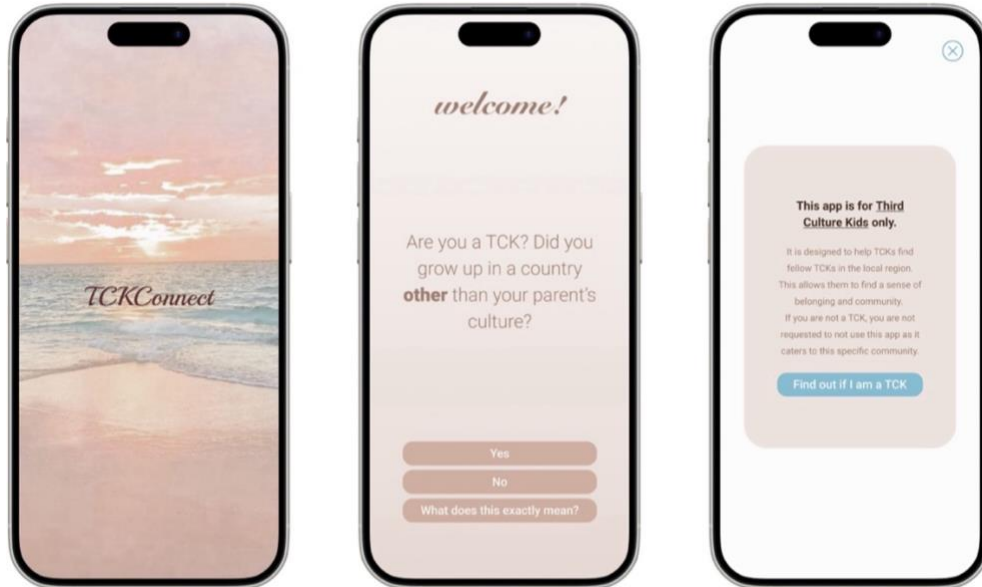 TCKConnect
welcome!
Are you a TCK? Did you
grow up in a country
other than your parent's
culture?
Yes
No
What does this exactly mean?
This app is for Third
Culture Kids only.
It is designed to help TCKs find
fellow TCKs in the local region.
This allows them to find a sense of
belonging and community.
If you are not a TCK, you are not
requested to not use this app as it
caters to this specific community.
Find out if I am a TCK